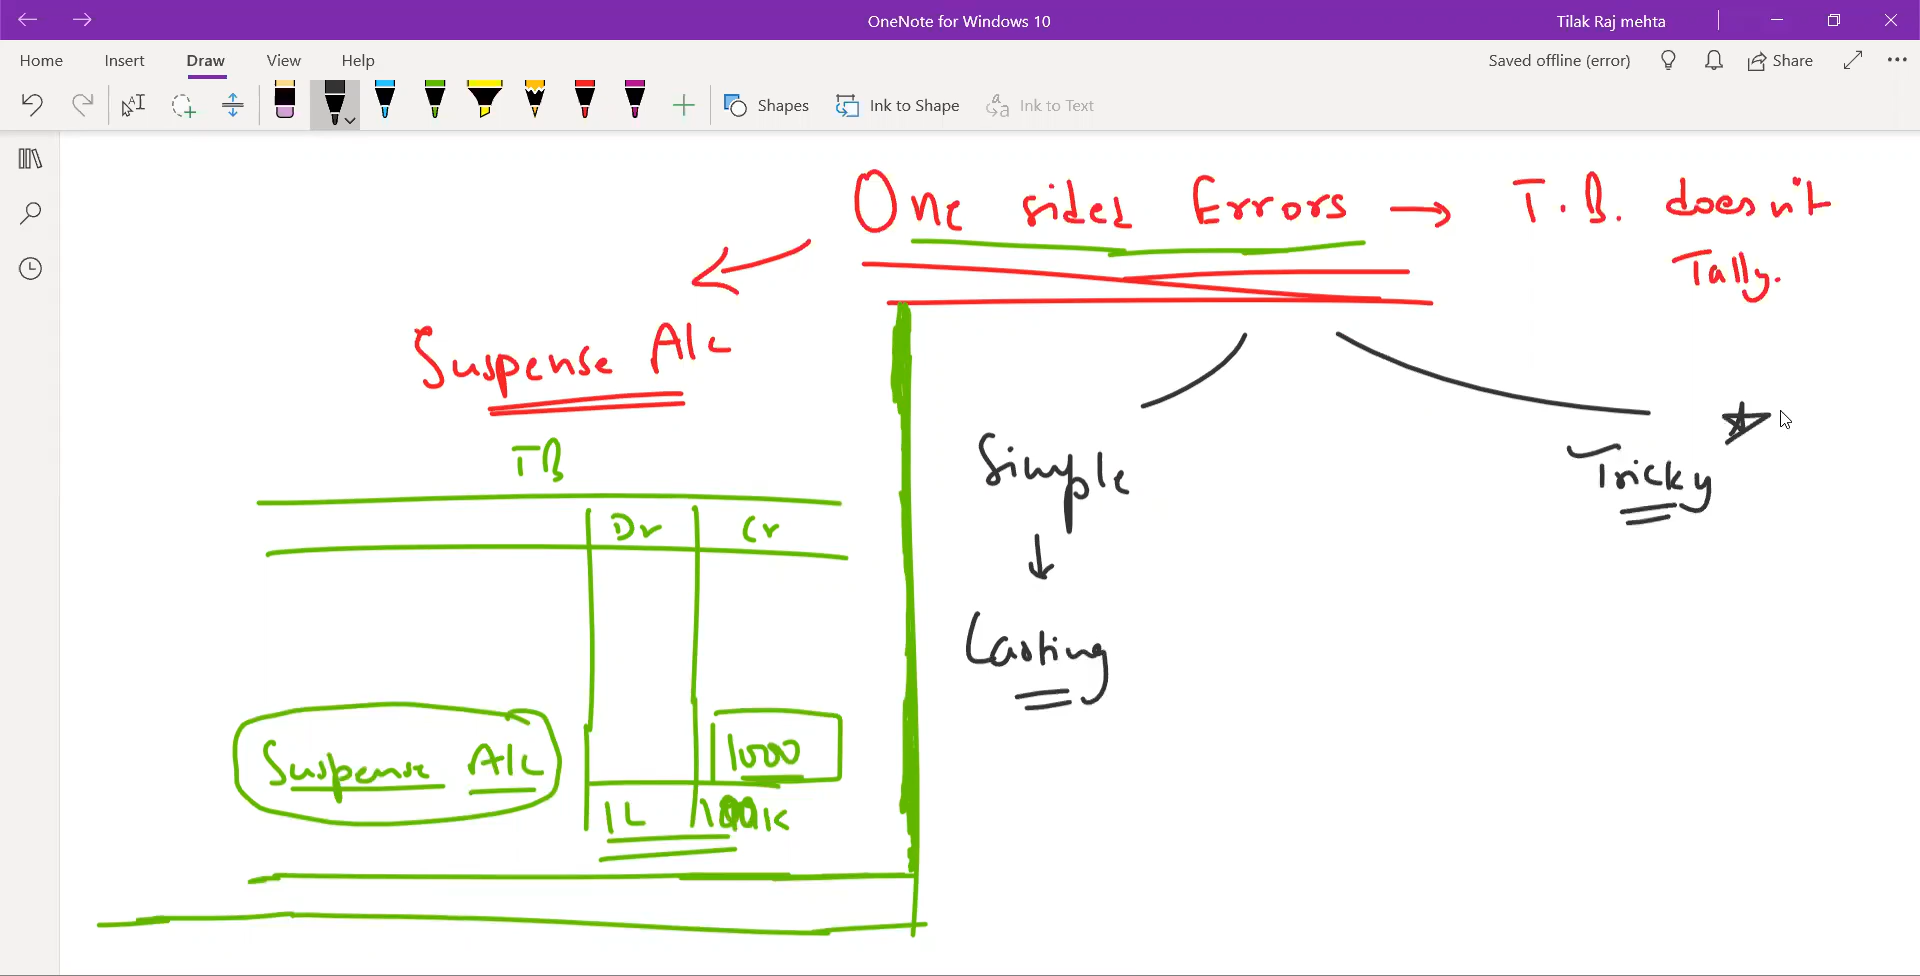 OneNote for Windows 10
Tilak Raj mehta
Home Insert Draw View Help
Saved offline (error) Share
Shapes Ink to Shape Ink to Text
One sided Errors → T.B. doesn't
Tally.
Suspense A/c
TB
Dr Cr
Simple
Tricky
Casting
Suspense A/c 1000
1L